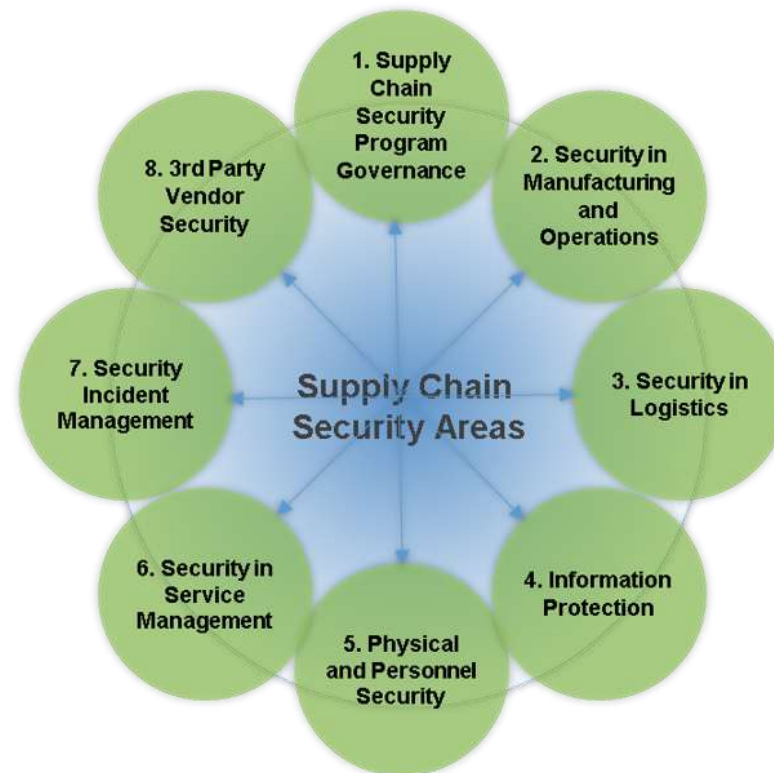 1. Supply
Chain
Security
Program
Governance
2. Security in
Manufacturing
and
Operations
3. Security in
Logistics
4. Information
Protection
5. Physical
and Personnel
Security
6. Security in
Service
Management
7. Security
Incident
Management
8. 3rd Party
Vendor
Security
Supply Chain
Security Areas